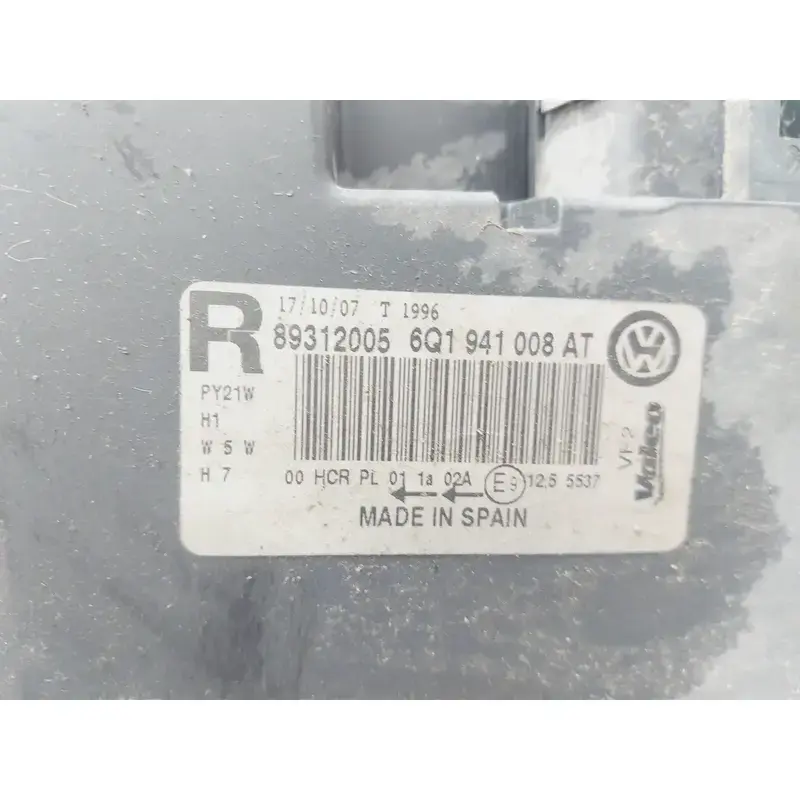 R
17/10/07 T 1996
89312005 6Q1 941 008 AT
PY21W
H1
W 5 W
H 7
00 HCR PL 01 1a 02A E9 12,5 5537
MADE IN SPAIN
VF2
Valeo